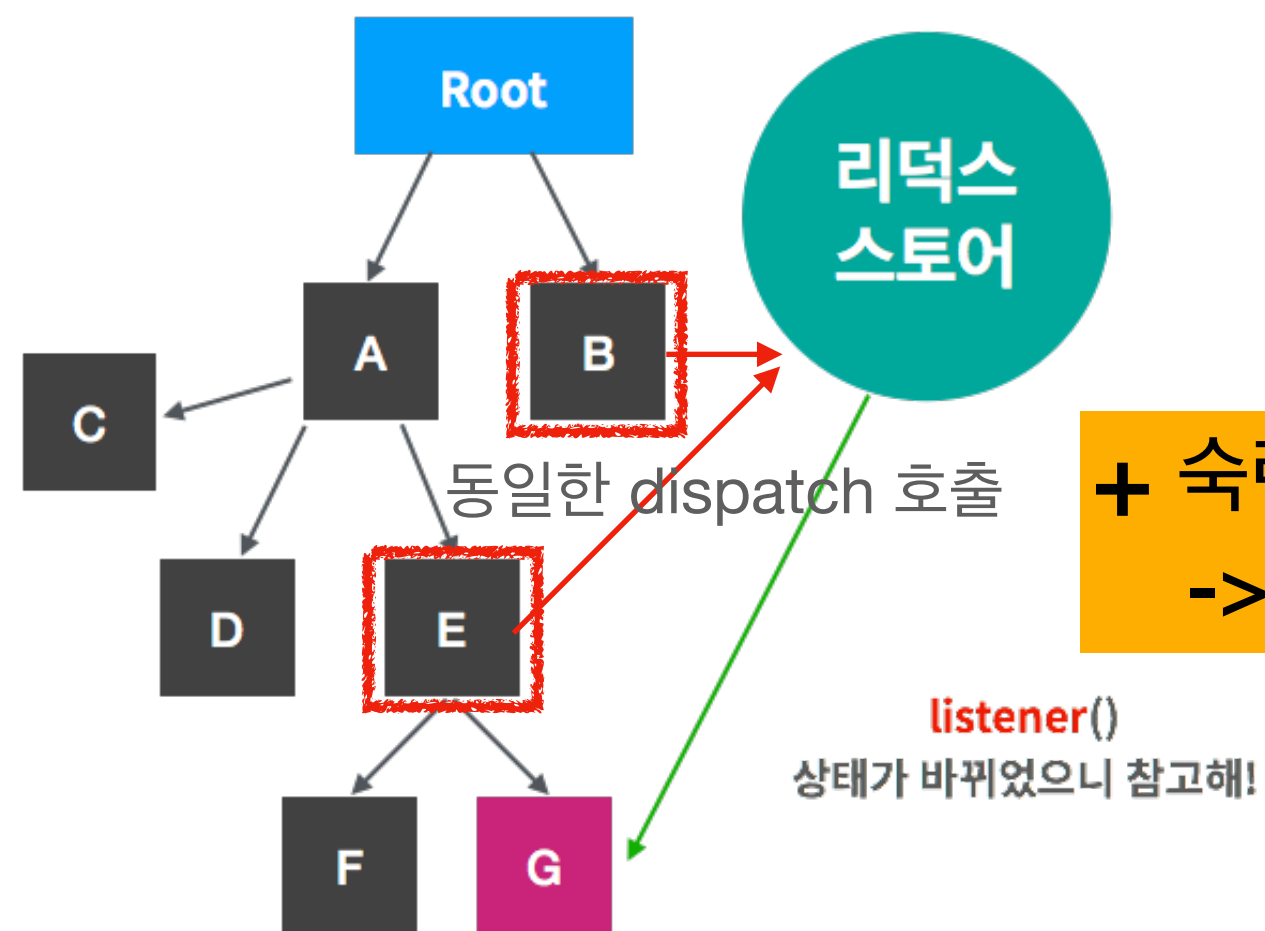 Root
리덕스
스토어
A
B
C
동일한 dispatch 호출
+
->
D
E
listener()
상태가 바뀌었으니 참고해!
F
G